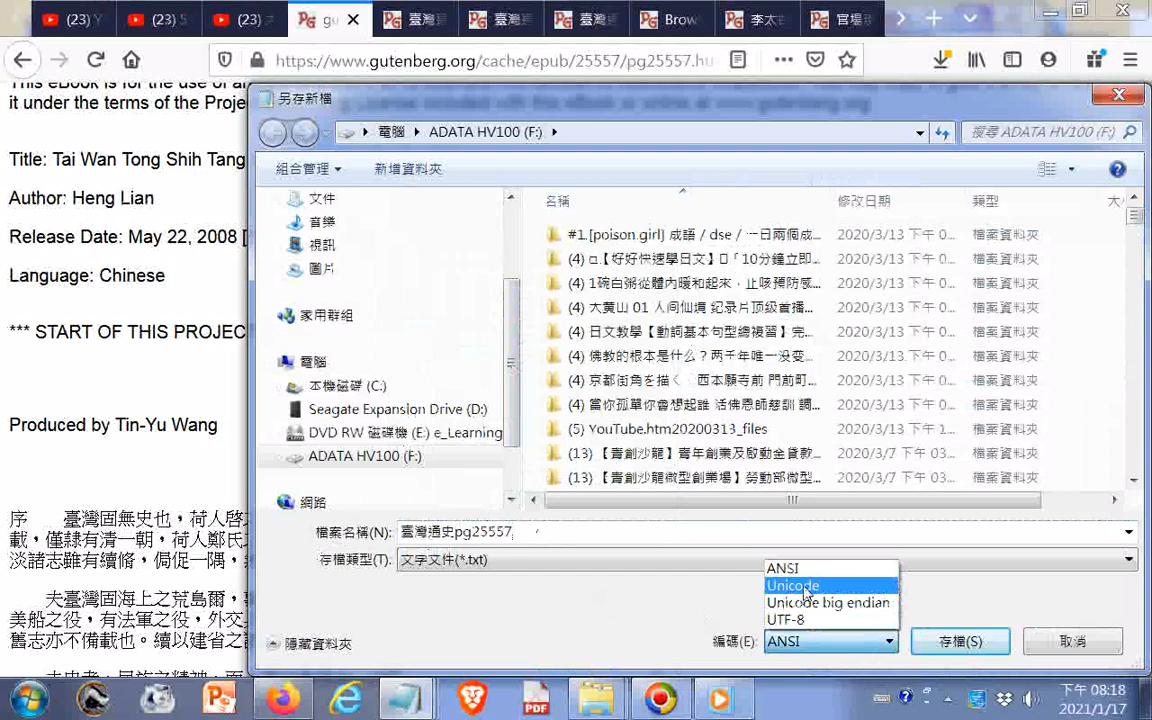 (23) Y
(23) 5
(23) 7
gu
臺灣
臺灣
臺灣
Brow
李太
官場
https://www.gutenberg.org/cache/epub/25557/pg25557.h
it under the terms of the Proje
Title: Tai Wan Tong Shih Tang
Author: Heng Lian
Release Date: May 22, 2008 [
Language: Chinese
*** START OF THIS PROJEC
Produced by Tin-Yu Wang
序 臺灣固無史也，荷人啓
載，僅隸有清一朝，荷人鄭氏
淡諸志雖有續修，侷促一隅，
夫臺灣固海上之荒島爾，
美船之役，有法軍之役，外交
舊志亦不備載也。續以建省之
另存新檔
電腦 ADATA HV100 (F:)
搜尋 ADATA HV100 (F:)
組合管理 新增資料夾
文件
音樂
視訊
圖片
家用群組
電腦
本機磁碟 (C:)
Seagate Expansion Drive (D:)
DVD RW 磁碟機 (E:) e_Learning
ADATA HV100 (F:)
網路
名稱 修改日期 類型 大
#1.[poison.girl] 成語 / dse / 一日兩個成... 2020/3/13 下午 0... 檔案資料夾
(4) 【好好快速學日文】「10分鐘立即... 2020/3/13 下午 0... 檔案資料夾
(4) 1碗白粥從體內暖和起來，止咳預防感... 2020/3/13 下午 0... 檔案資料夾
(4) 大黄山 01 人间仙境 纪录片顶级首播... 2020/3/13 下午 0... 檔案資料夾
(4) 日文教學【動詞基本句型總複習】完... 2020/3/13 下午 0... 檔案資料夾
(4) 佛教的根本是什么？两千年唯一没变... 2020/3/13 下午 0... 檔案資料夾
(4) 京都街角を描く 西本願寺前 門前町... 2020/3/13 下午 0... 檔案資料夾
(4) 當你孤單你會想起誰 活佛恩師慈訓 調... 2020/3/13 下午 0... 檔案資料夾
(5) YouTube.htm20200313_files 2020/3/13 下午 1... 檔案資料夾
(13) 【青創沙龍】青年創業及啟動金貸款... 2020/3/7 下午 03... 檔案資料夾
(13) 【青創沙龍】勞動部微型... 2020/3/7 下午 03... 檔案資料夾
檔案名稱(N): 臺灣通史pg25557
存檔類型(T): 文字文件(*.txt)
ANSI
Unicode
Unicode big endian
UTF-8
隱藏資料夾
編碼(E): ANSI
存檔(S)
取消
PDF
下午 08:18
2021/1/17